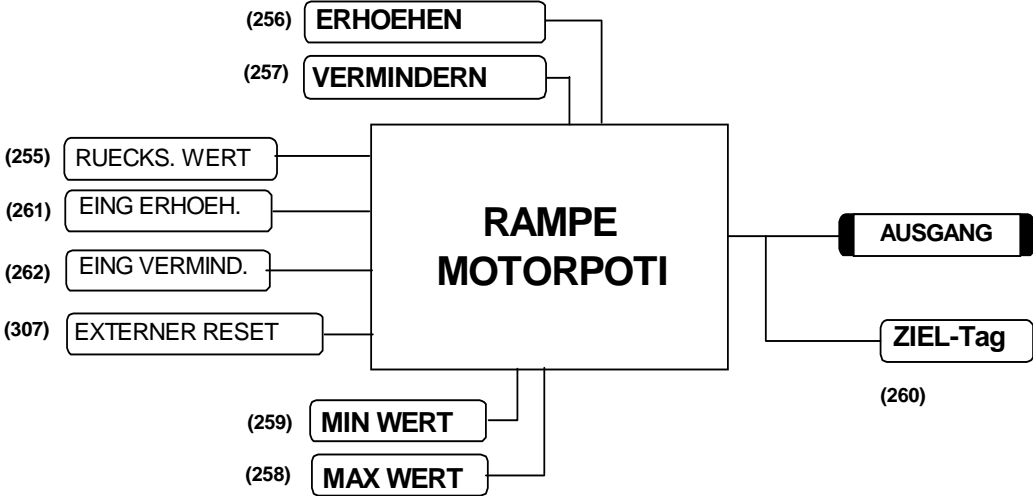 (256) ERHOEHEN
(257) VERMINDERN
(255) RUECKS. WERT
(261) EING ERHOEH.
(262) EING VERMIND.
(307) EXTERNER RESET
RAMPE
MOTORPOTI
AUSGANG
ZIEL-Tag
(260)
(259) MIN WERT
(258) MAX WERT